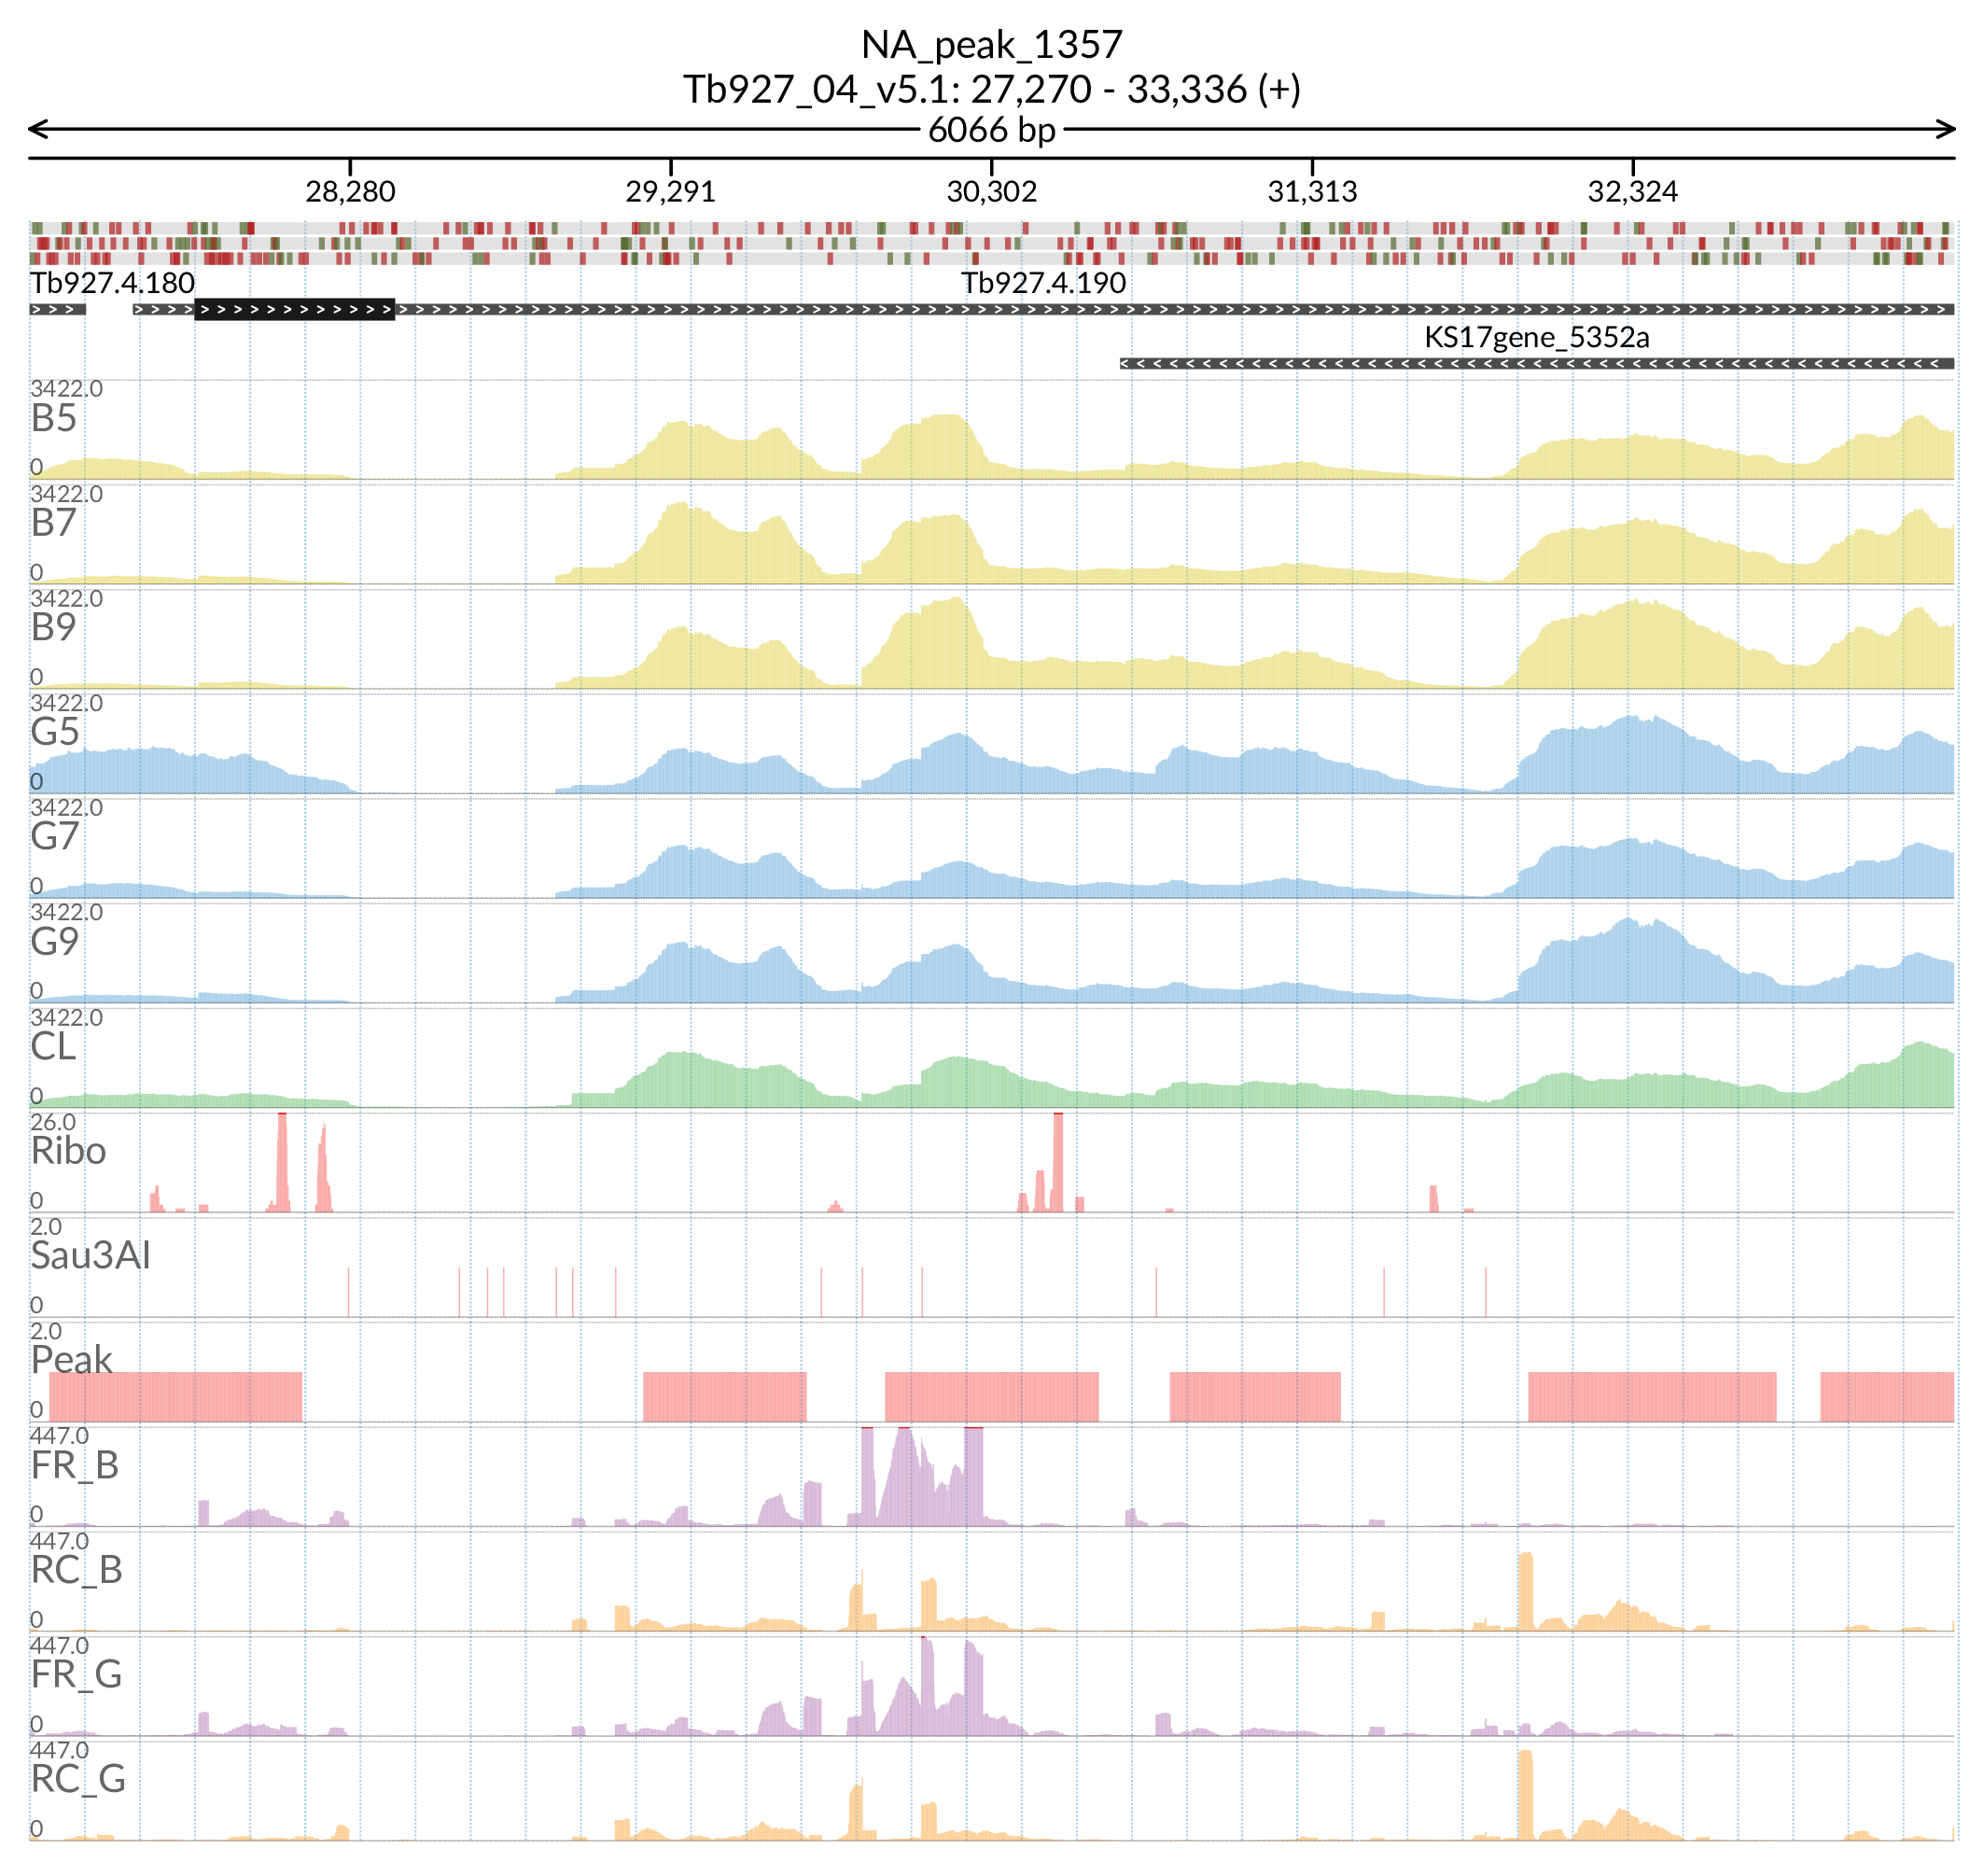 NA_peak_1357
Tb927_04_v5.1: 27,270 - 33,336 (+)
6066 bp
28,280 29,291 30,302 31,313 32,324
Tb927.4.180 Tb927.4.190
KS17gene_5352a
3422.0
B5
0
3422.0
B7
0
3422.0
B9
0
3422.0
G5
0
3422.0
G7
0
3422.0
G9
0
3422.0
CL
0
26.0
Ribo
0
2.0
Sau3AI
0
2.0
Peak
0
447.0
FR_B
0
447.0
RC_B
0
447.0
FR_G
0
447.0
RC_G
0